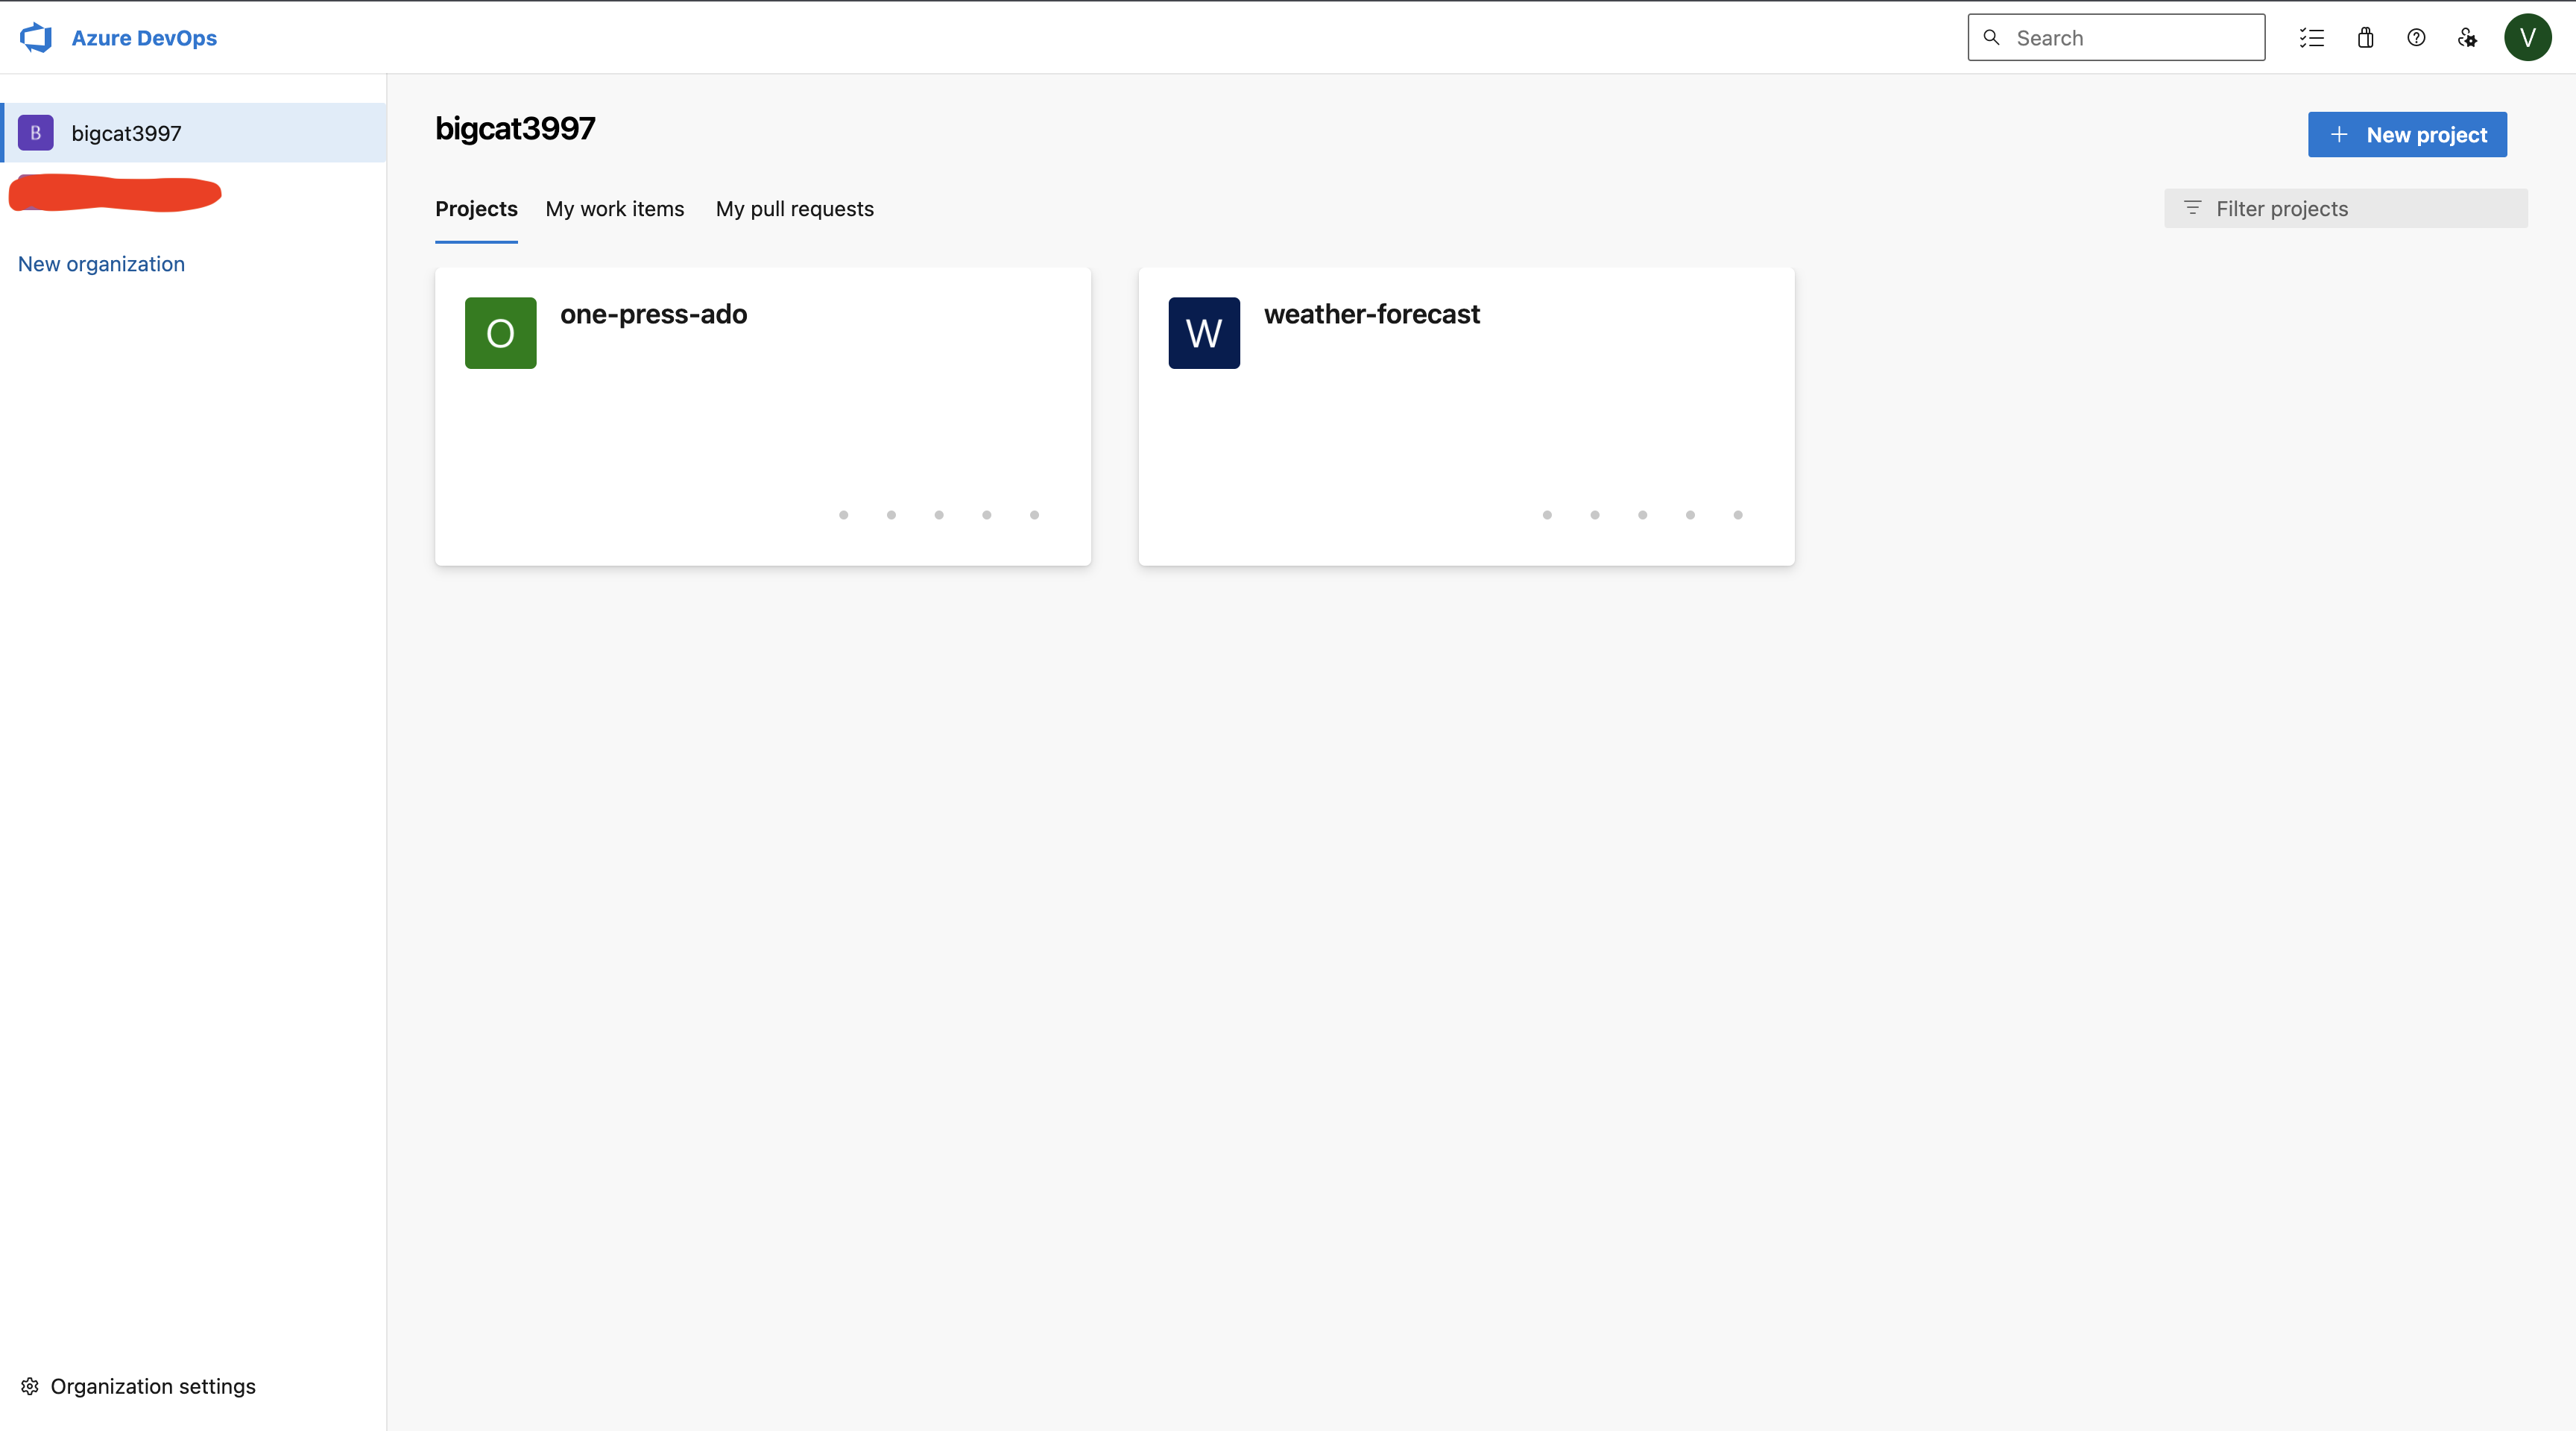 Azure DevOps
Search
V
B
bigcat3997
New organization
bigcat3997
New project
Projects
My work items
My pull requests
Filter projects
O
one-press-ado
W
weather-forecast
Organization settings